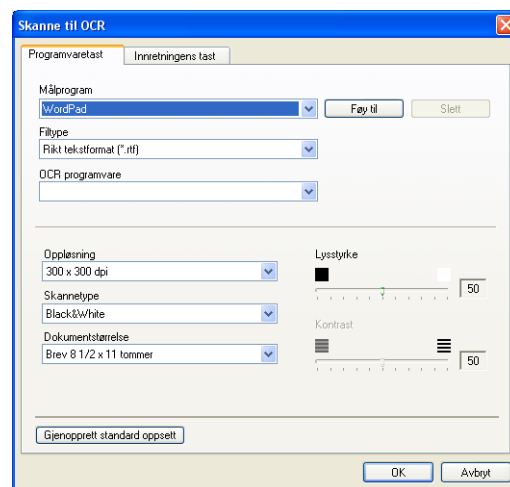 Skanne til OCR
Programvaretast
Innretningens tast
Målprogram
WordPad
Føy til
Slett
Filtype
Rikt tekstformat (*.rtf)
OCR programvare
Oppløsning
300 x 300 dpi
Lysstyrke
50
Skannetype
Black&White
Kontrast
50
Dokumentstørrelse
Brev 8 1/2 x 11 tommer
Gjenopprett standard oppsett
OK
Avbryt